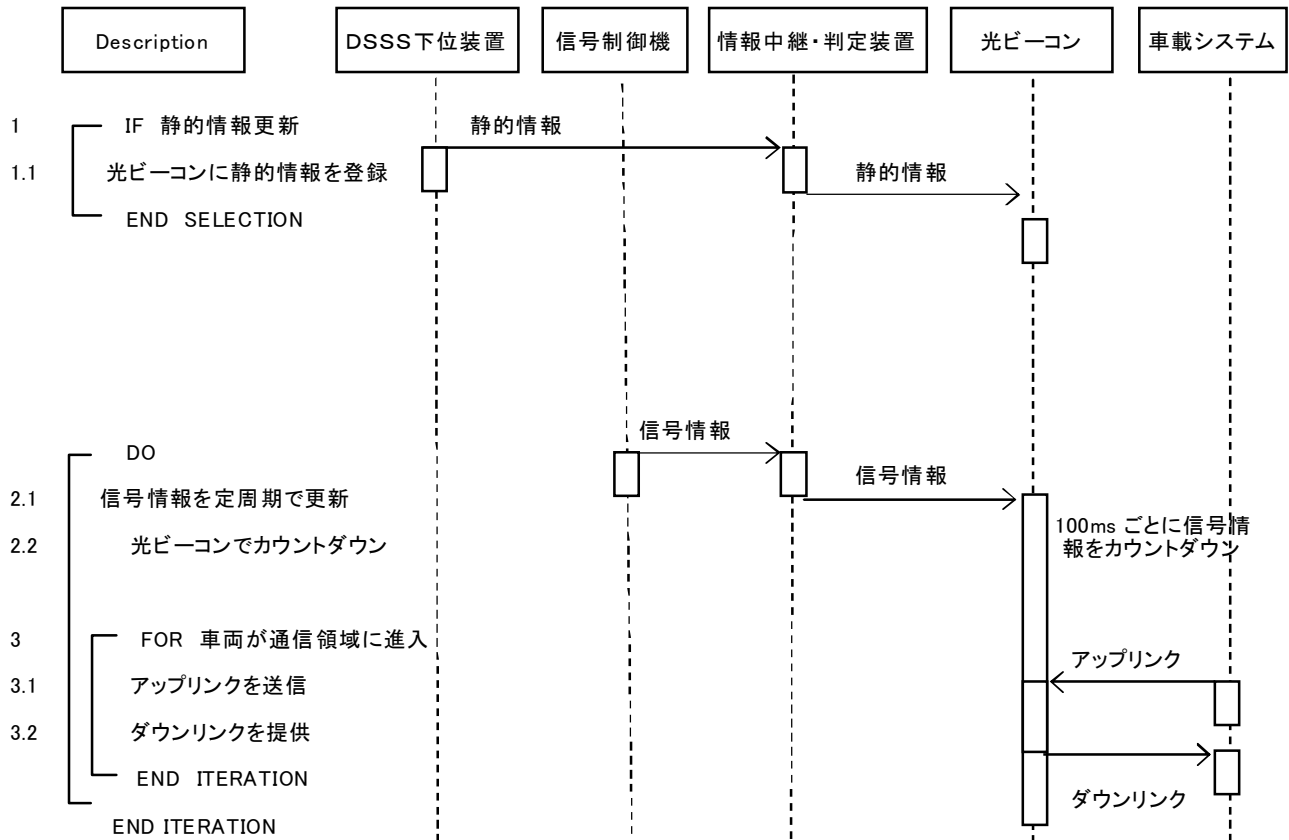 Description
DSSS下位装置
信号制御機
情報中継・判定装置
光ビーコン
車載システム
1
IF 静的情報更新
静的情報
1.1
光ビーコンに静的情報を登録
静的情報
END SELECTION
信号情報
DO
信号情報
2.1
信号情報を定周期で更新
100ms ごとに信号情
報をカウントダウン
2.2
光ビーコンでカウントダウン
3
FOR 車両が通信領域に進入
アップリンク
3.1
アップリンクを送信
3.2
ダウンリンクを提供
END ITERATION
ダウンリンク
END ITERATION